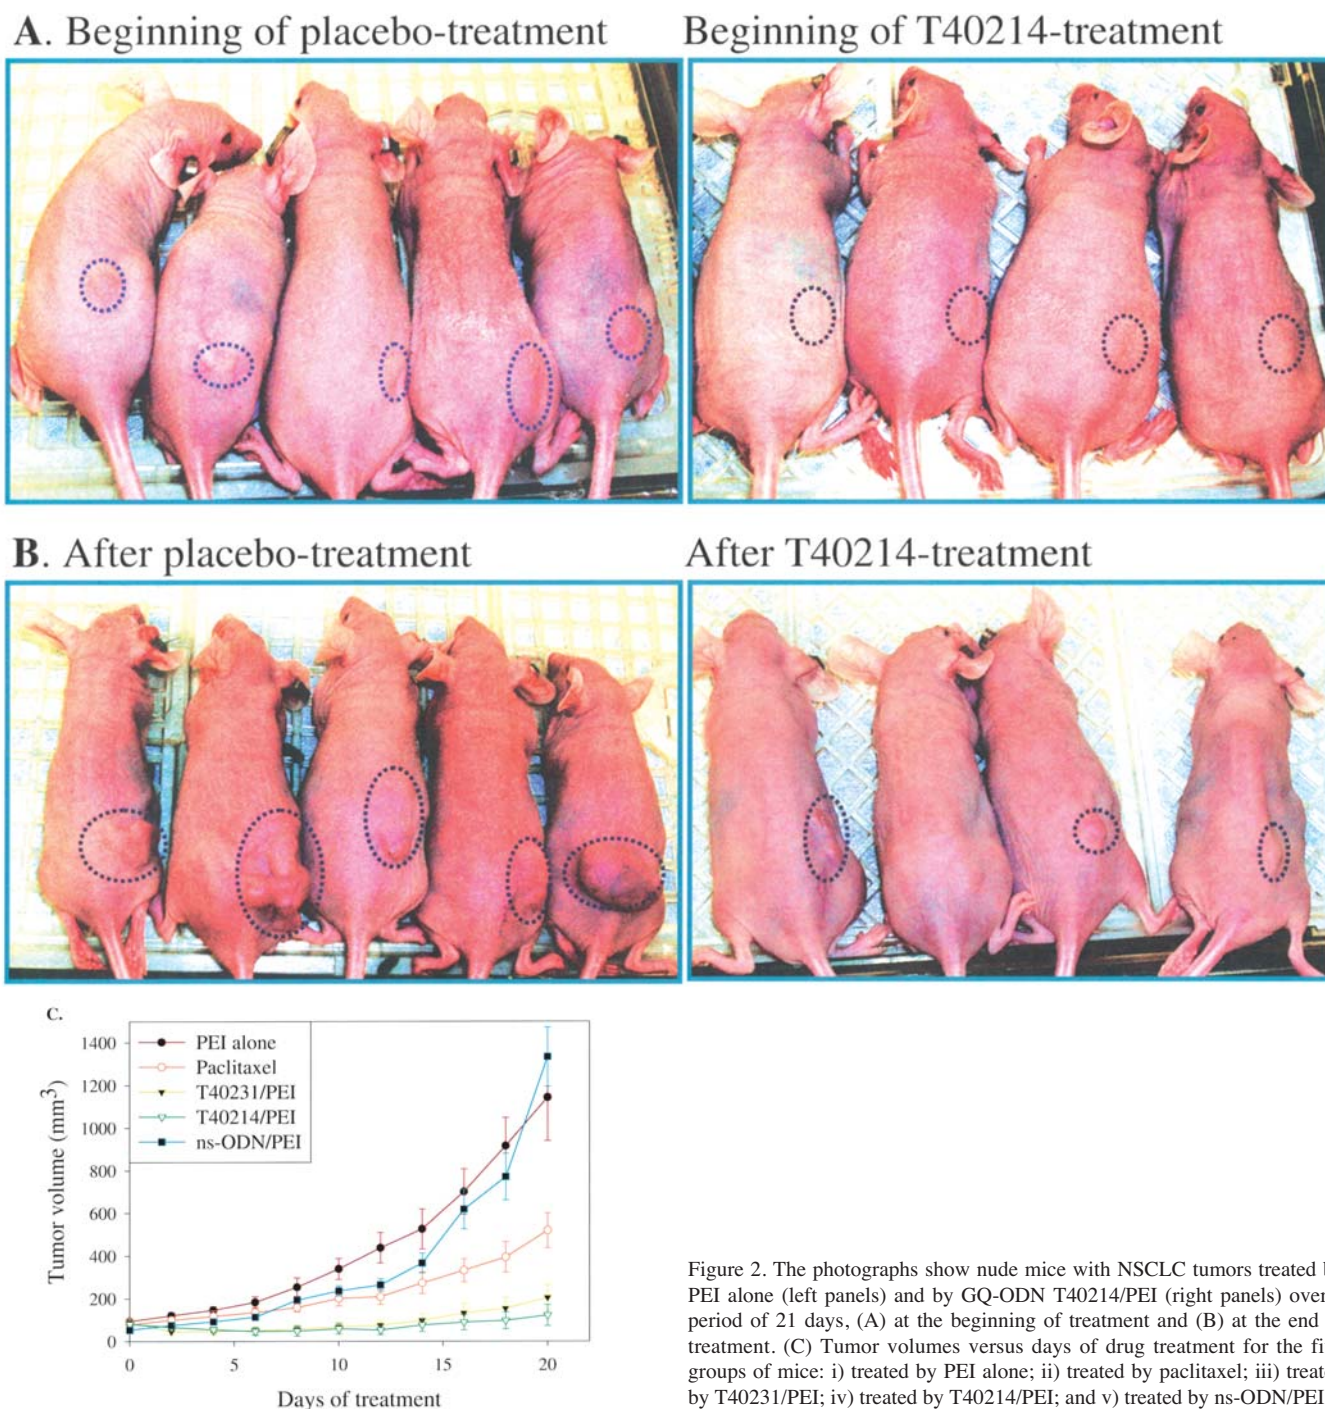 A. Beginning of placebo-treatment
Beginning of T40214-treatment
B. After placebo-treatment
After T40214-treatment
C.
Tumor volume (mm3)
1400
1200
1000
800
600
400
200
0
PEI alone
Paclitaxel
T40231/PEI
T40214/PEI
ns-ODN/PEI
0 5 10 15 20
Days of treatment
Figure 2. The photographs show nude mice with NSCLC tumors treated
PEI alone (left panels) and by GQ-ODN T40214/PEI (right panels) over
period of 21 days, (A) at the beginning of treatment and (B) at the end
treatment. (C) Tumor volumes versus days of drug treatment for the
groups of mice: i) treated by PEI alone; ii) treated by paclitaxel; iii)
by T40231/PEI; iv) treated by T40214/PEI; and v) treated by ns-ODN/PEI